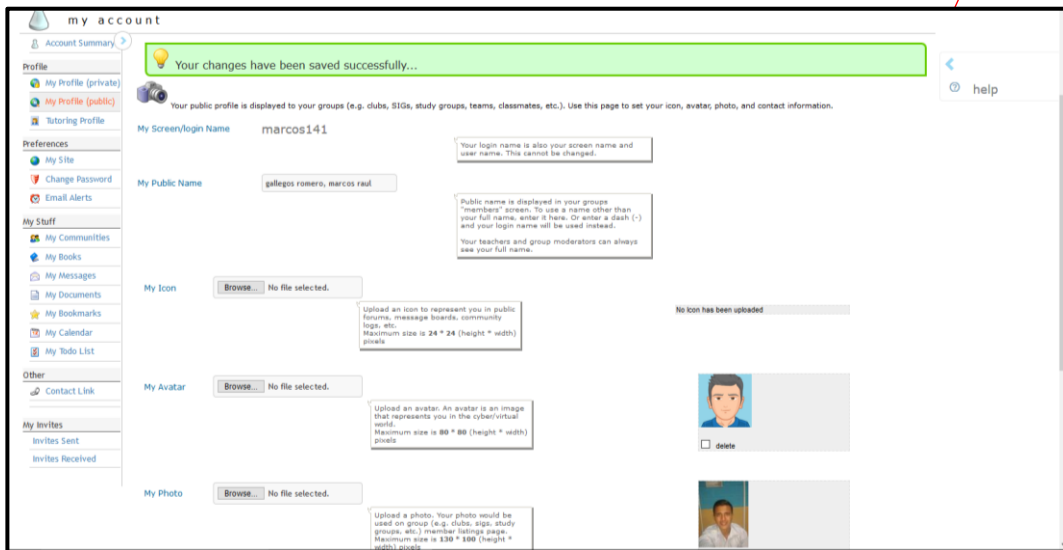 my account
Account Summary
Profile
My Profile (private)
My Profile (public)
Tutoring Profile
Preferences
My Site
Change Password
Email Alerts
My Stuff
My Communities
My Books
My Messages
My Documents
My Bookmarks
My Calendar
My Todo List
Other
Contact Link
My Invites
Invites Sent
Invites Received
Your changes have been saved successfully...
Your public profile is displayed to your groups (e.g. clubs, SIGs, study groups, teams, classmates, etc.). Use this page to set your icon, avatar, photo, and contact information.
My Screen/login Name marcos141
Your login name is also your screen name and
user name. This cannot be changed.
My Public Name gallegos romero, marcos raul
Public name is displayed in your groups
"members" screen. To use a name other than
your full name, enter it here. Or enter a dash (-)
and your login name will be used instead.
Your teachers and group moderators can always
see your full name.
My Icon Browse... No file selected.
Upload an icon to represent you in public
forums, message boards, community
logs, etc.
Maximum size is 24 * 24 (height * width)
pixels
No icon has been uploaded
My Avatar Browse... No file selected.
Upload an avatar. An avatar is an image
that represents you in the cyber/virtual
world.
Maximum size is 80 * 80 (height * width)
pixels
delete
My Photo Browse... No file selected.
Upload a photo. Your photo would be
used on group (e.g. clubs, sigs, study
groups, etc.) member listings page.
Maximum size is 130 * 100 (height *
width) pixels
help